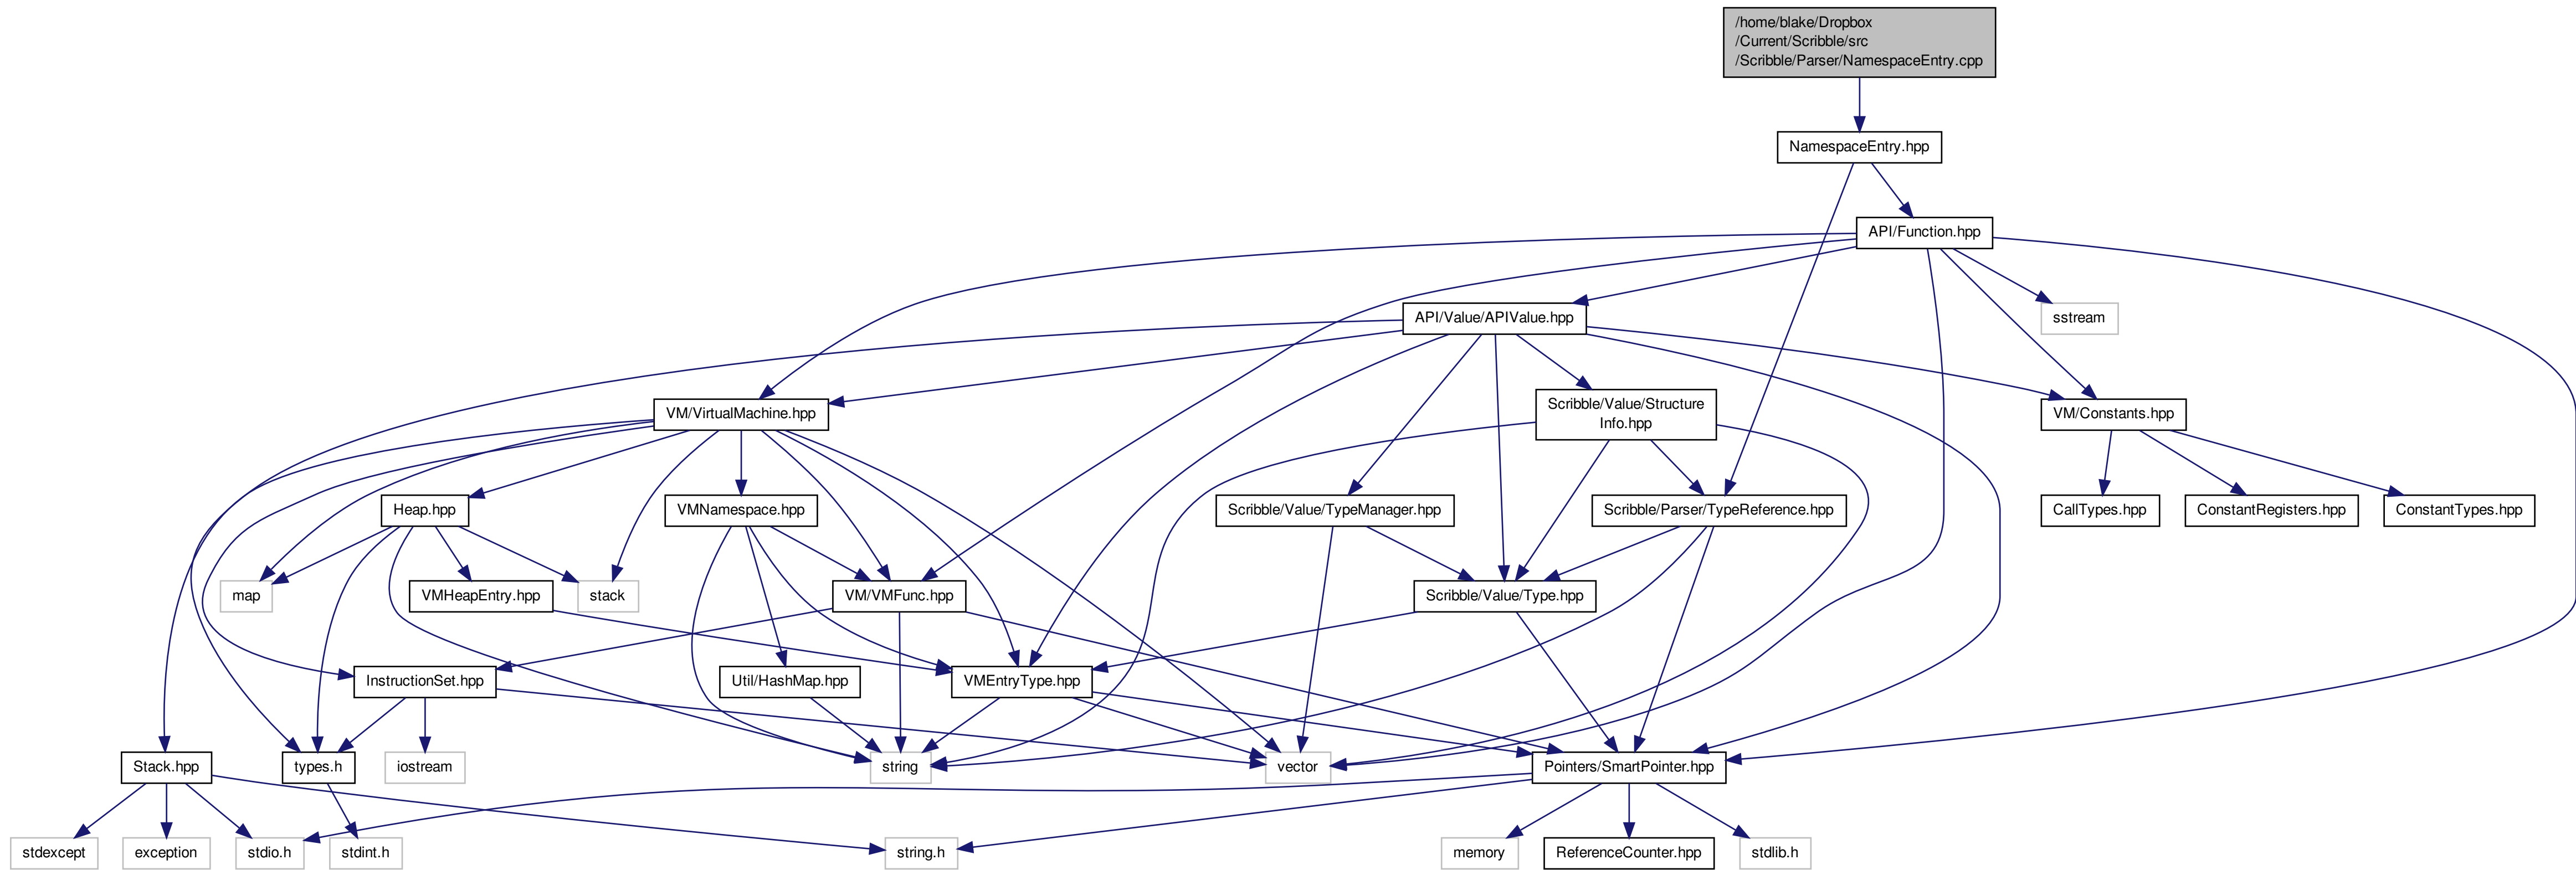 /home/blake/Dropbox
/Current/Scribble/src
/Scribble/Parser/NamespaceEntry.cpp
NamespaceEntry.hpp
API/Function.hpp
API/Value/APIValue.hpp
sstream
VM/VirtualMachine.hpp
Scribble/Value/Structure
Info.hpp
VM/Constants.hpp
Heap.hpp
VMNamespace.hpp
Scribble/Value/TypeManager.hpp
Scribble/Parser/TypeReference.hpp
CallTypes.hpp
ConstantRegisters.hpp
ConstantTypes.hpp
map
VMHeapEntry.hpp
stack
VM/VMFunc.hpp
Scribble/Value/Type.hpp
InstructionSet.hpp
Util/HashMap.hpp
VMEntryType.hpp
Stack.hpp
types.h
iostream
string
vector
Pointers/SmartPointer.hpp
stdexcept
exception
stdio.h
stdint.h
string.h
memory
ReferenceCounter.hpp
stdlib.h